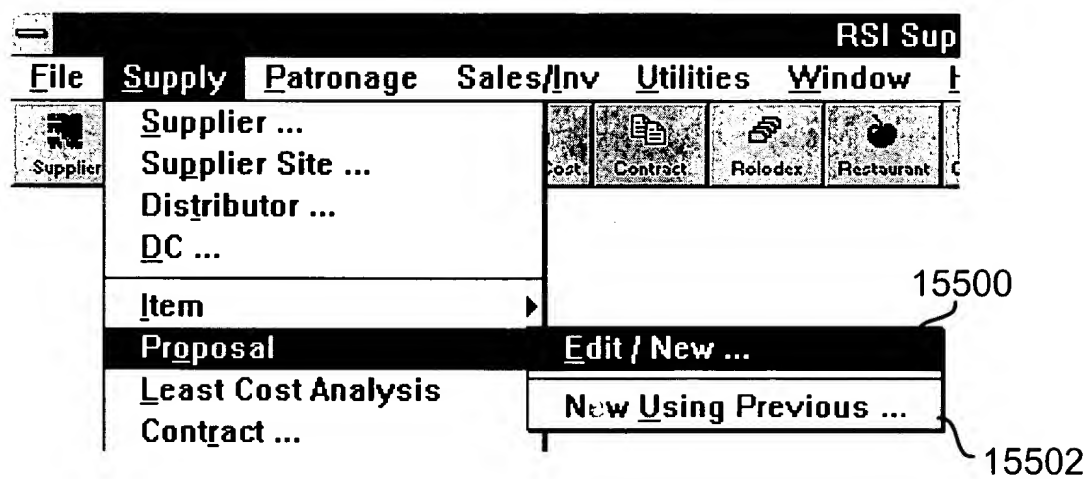 RSI Sup
File Supply Patronage Sales/Inv Utilities Window
Supplier Cost Contract Rolodex Restaurant
Supplier ...
Supplier Site ...
Distributor ...
DC ...
Item
15500
Proposal Edit / New ...
Least Cost Analysis
New Using Previous ...
Contract ...
15502